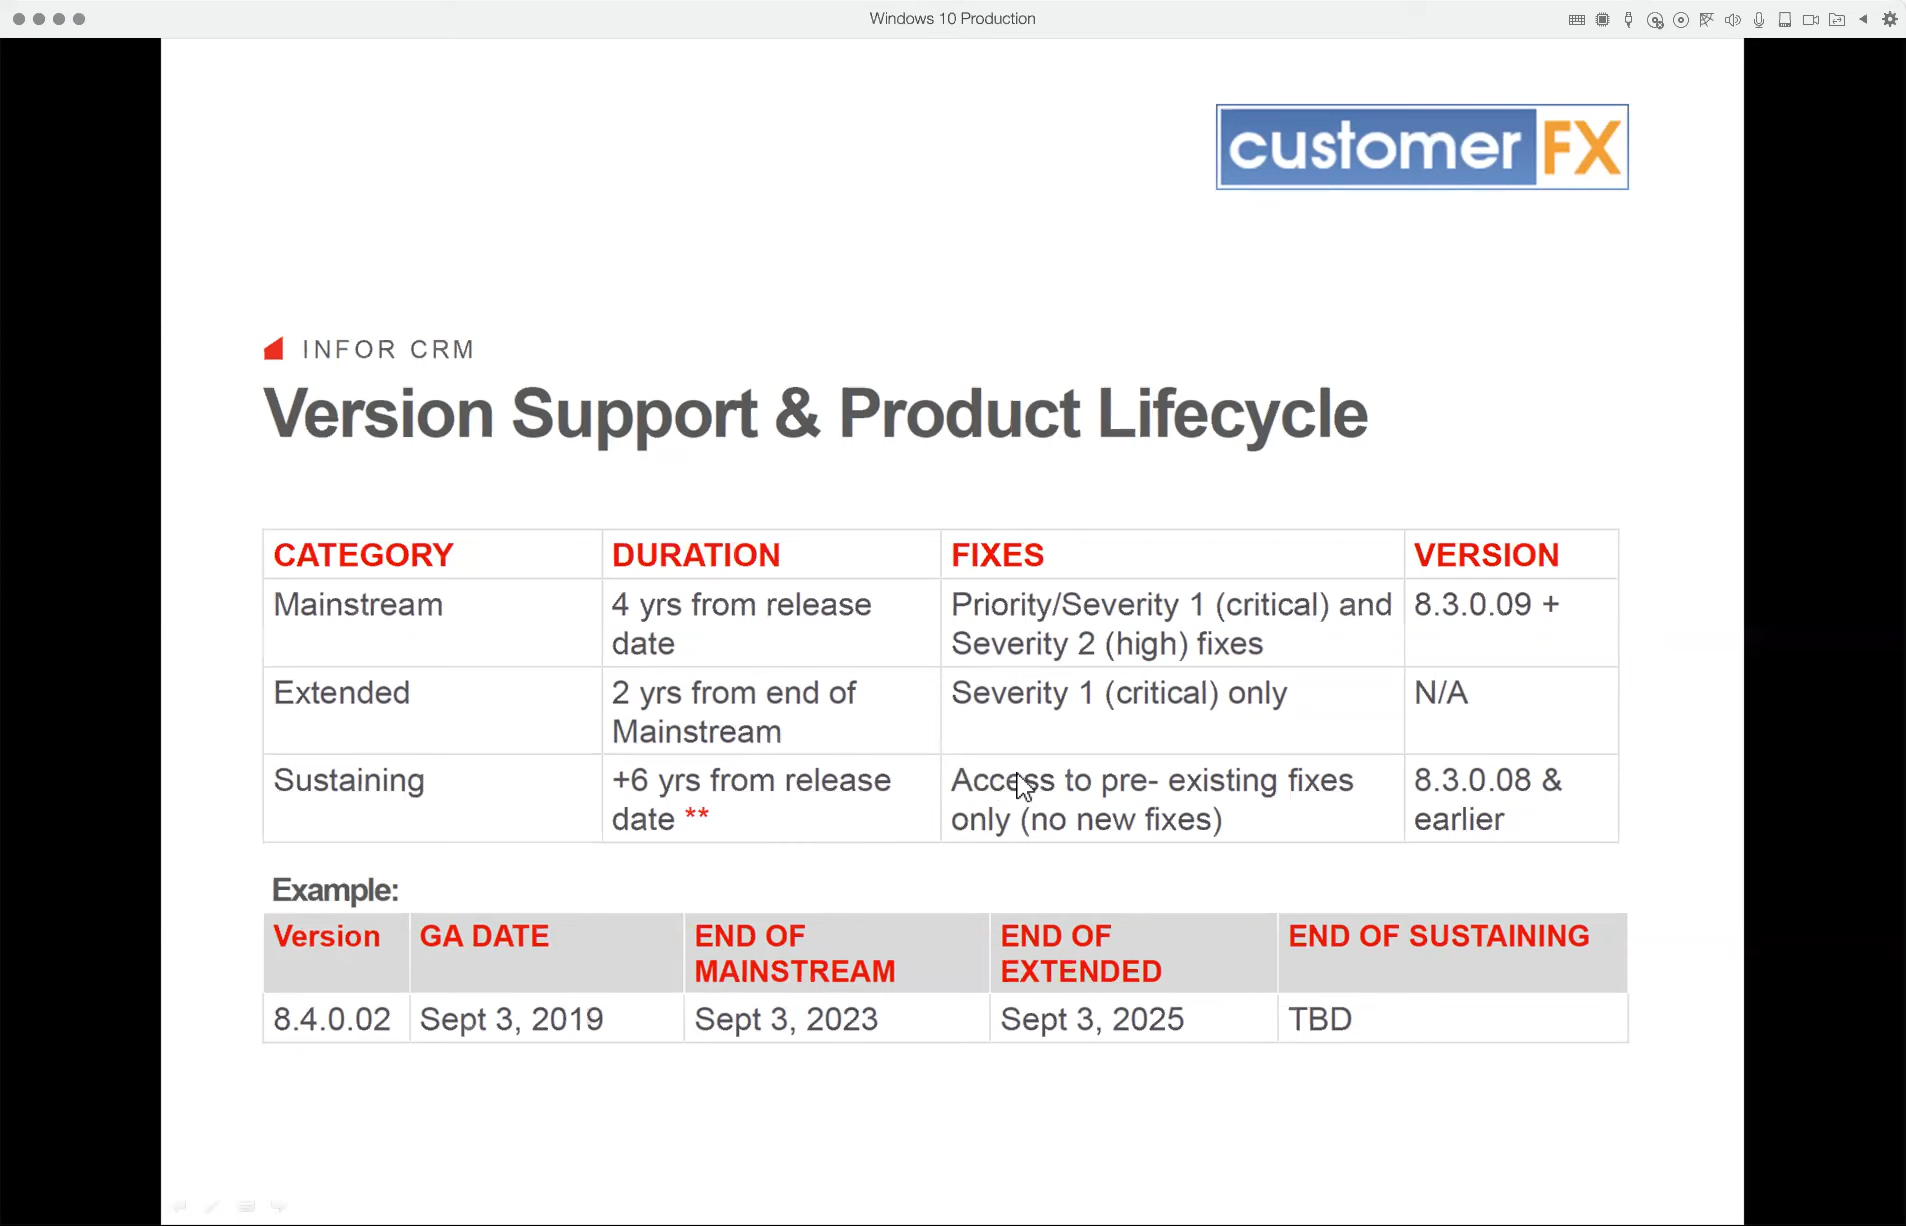 Windows 10 Production
customerFX
INFOR CRM
Version Support & Product Lifecycle
CATEGORY DURATION FIXES VERSION
Mainstream 4 yrs from release Priority/Severity 1 (critical) and 8.3.0.09 +
date Severity 2 (high) fixes
Extended 2 yrs from end of Severity 1 (critical) only N/A
Mainstream
Sustaining +6 yrs from release Access to pre- existing fixes 8.3.0.08 &
date ** only (no new fixes) earlier
Example:
Version GA DATE END OF END OF END OF SUSTAINING
MAINSTREAM EXTENDED
8.4.0.02 Sept 3, 2019 Sept 3, 2023 Sept 3, 2025 TBD